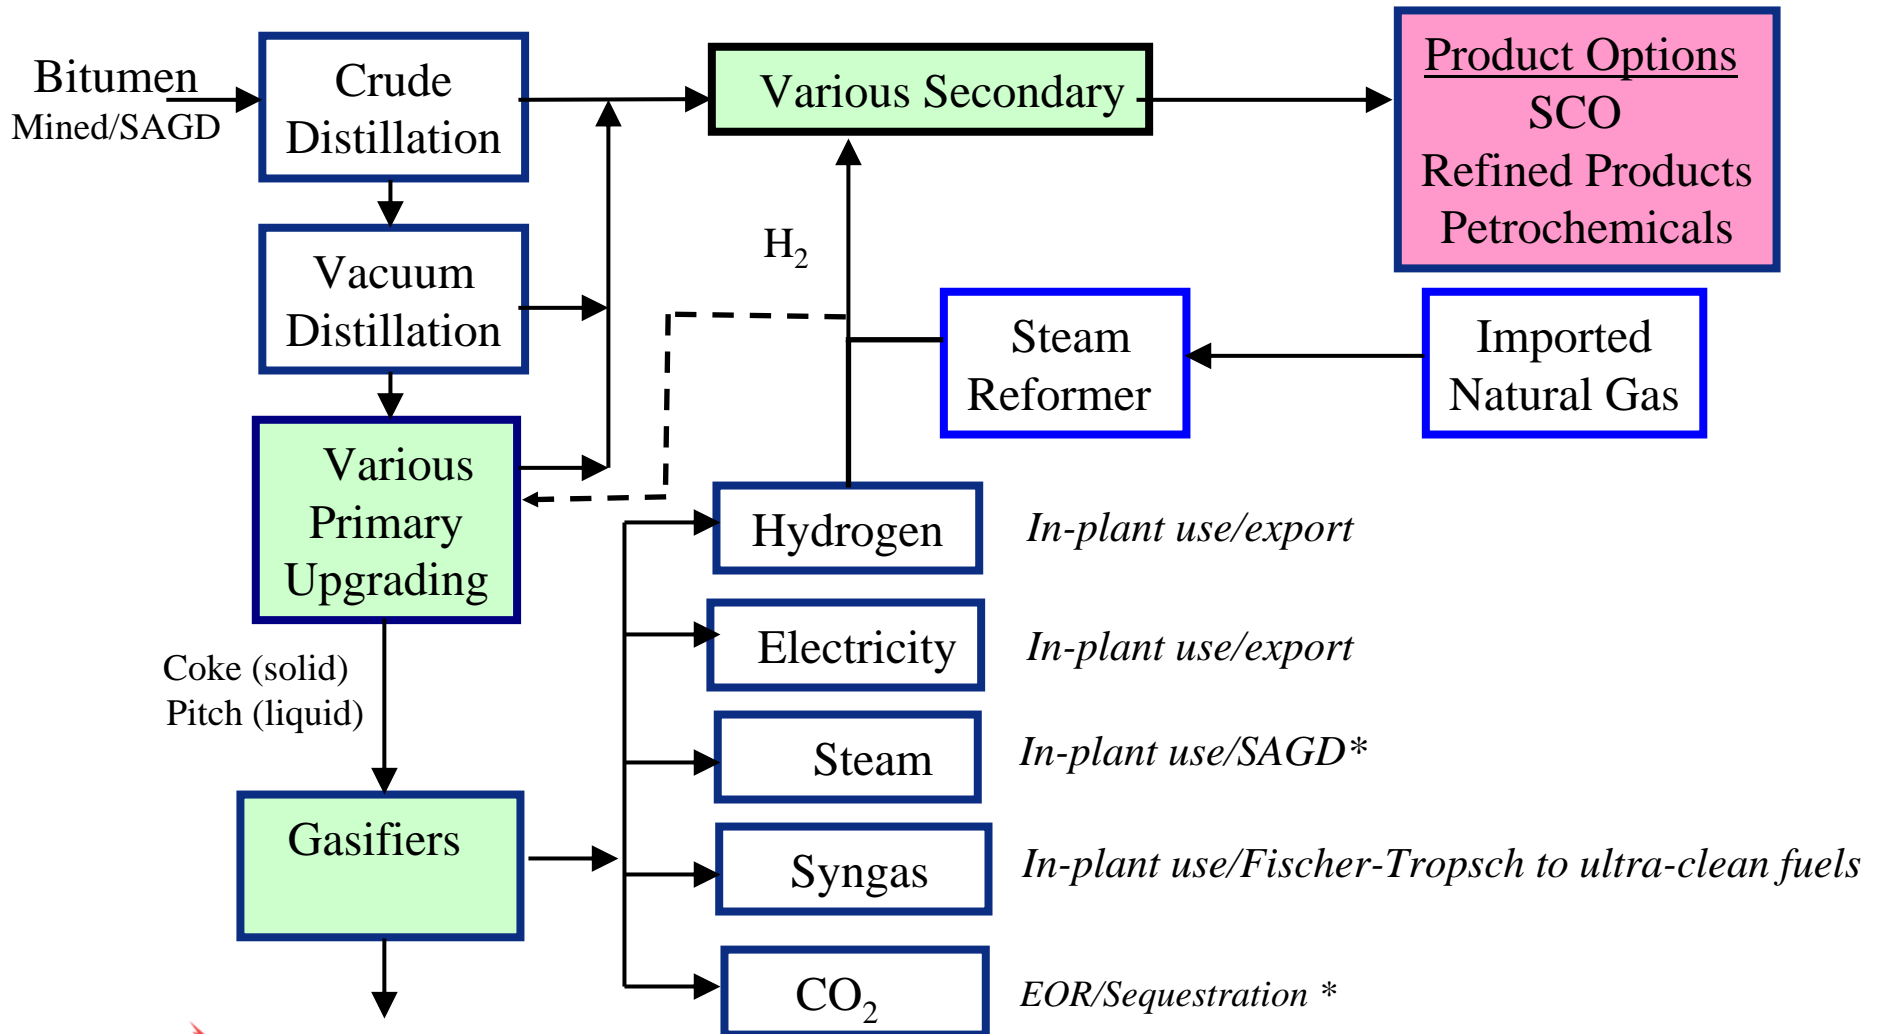 Bitumen
Mined/SAGD
Crude
Distillation
Various Secondary
Product Options
SCO
Refined Products
Petrochemicals
Vacuum
Distillation
H2
Steam
Reformer
Imported
Natural Gas
Various
Primary
Upgrading
Hydrogen
In-plant use/export
Electricity
In-plant use/export
Coke (solid)
Pitch (liquid)
Steam
In-plant use/SAGD*
Gasifiers
Syngas
In-plant use/Fischer-Tropsch to ultra-clean fuels
CO2
EOR/Sequestration *